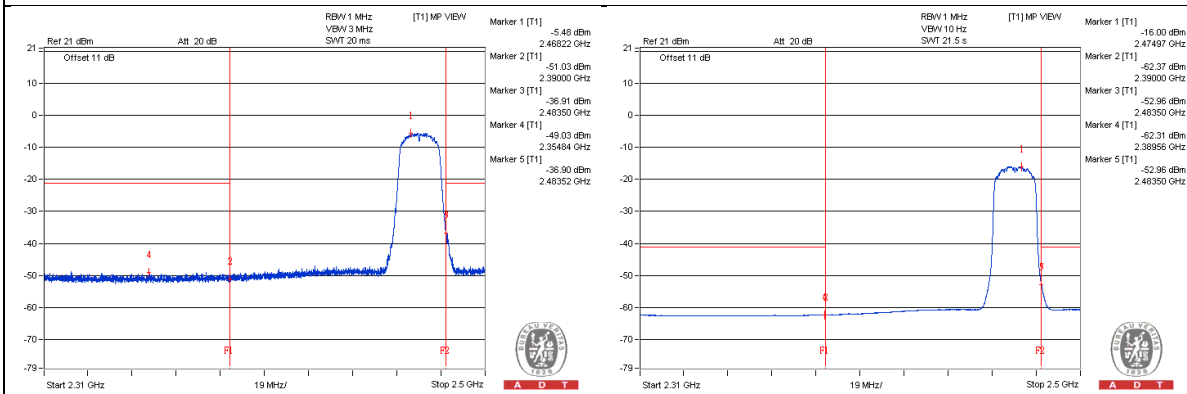 RBW 1 MHz
VBW 3 MHz
SWT 20 ms
[T1] MP VIEW
Ref 21 dBm
Att 20 dB
Offset 11 dB
21
10
0
-10
-20
-30
-40
-50
-60
-70
-79
1
4
2
F1
F2
Start 2.31 GHz
19 MHz/
Stop 2.5 GHz
Marker 1 [T1]
-5.48 dBm
2.46822 GHz
Marker 2 [T1]
-51.03 dBm
2.39000 GHz
Marker 3 [T1]
-36.91 dBm
2.48350 GHz
Marker 4 [T1]
-49.03 dBm
2.35484 GHz
Marker 5 [T1]
-36.90 dBm
2.48352 GHz
BUREAU VERITAS
1828
A D T
RBW 1 MHz
VBW 10 Hz
SWT 21.5 s
[T1] MP VIEW
Ref 21 dBm
Att 20 dB
Offset 11 dB
21
10
0
-10
-20
-30
-40
-50
-60
-70
-79
1
F1
F2
Start 2.31 GHz
19 MHz/
Stop 2.5 GHz
Marker 1 [T1]
-16.00 dBm
2.47497 GHz
Marker 2 [T1]
-62.37 dBm
2.39000 GHz
Marker 3 [T1]
-52.96 dBm
2.48350 GHz
Marker 4 [T1]
-62.31 dBm
2.38956 GHz
Marker 5 [T1]
-52.96 dBm
2.48350 GHz
BUREAU VERITAS
1828
A D T